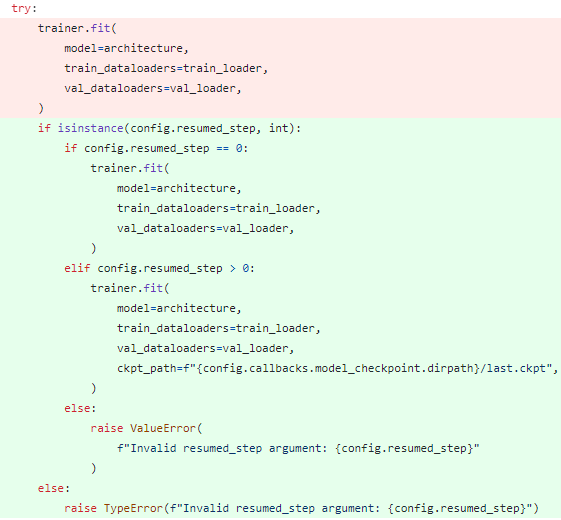 try:
    trainer.fit(
        model=architecture,
        train_dataloaders=train_loader,
        val_dataloaders=val_loader,
    )
    if isinstance(config.resumed_step, int):
        if config.resumed_step == 0:
            trainer.fit(
                model=architecture,
                train_dataloaders=train_loader,
                val_dataloaders=val_loader,
            )
        elif config.resumed_step > 0:
            trainer.fit(
                model=architecture,
                train_dataloaders=train_loader,
                val_dataloaders=val_loader,
                ckpt_path=f"{config.callbacks.model_checkpoint.dirpath}/last.ckpt",
            )
        else:
            raise ValueError(
                f"Invalid resumed_step argument: {config.resumed_step}"
            )
    else:
        raise TypeError(f"Invalid resumed_step argument: {config.resumed_step}")